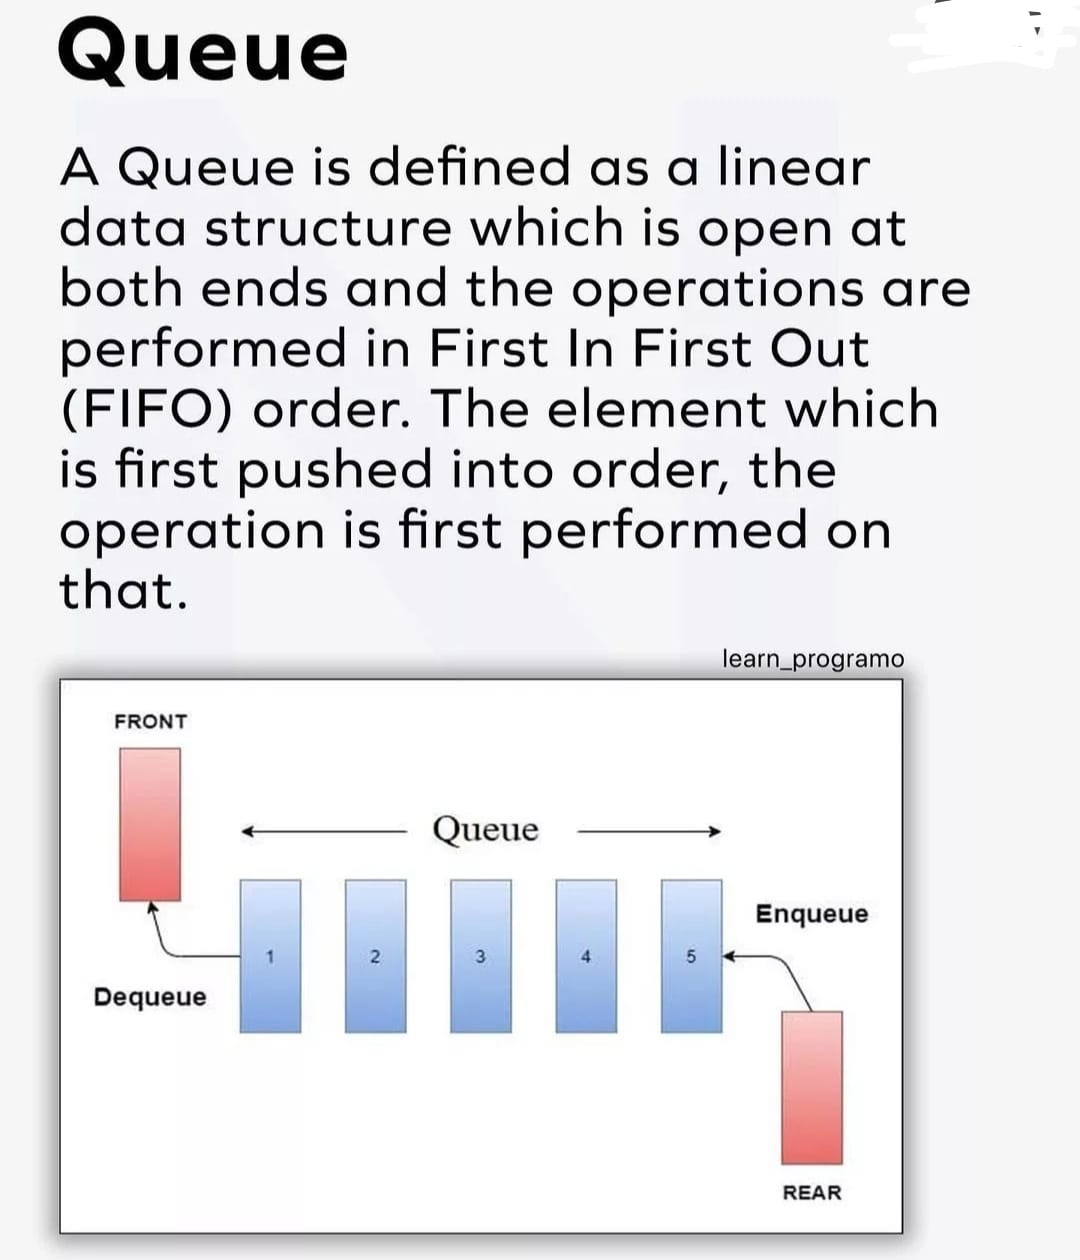 Queue
A Queue is defined as a linear
data structure which is open at
both ends and the operations are
performed in First In First Out
(FIFO) order. The element which
is first pushed into order, the
operation is first performed on
that.
learn_programo
FRONT
Queue
Enqueue
1 2 3 4 5
Dequeue
REAR